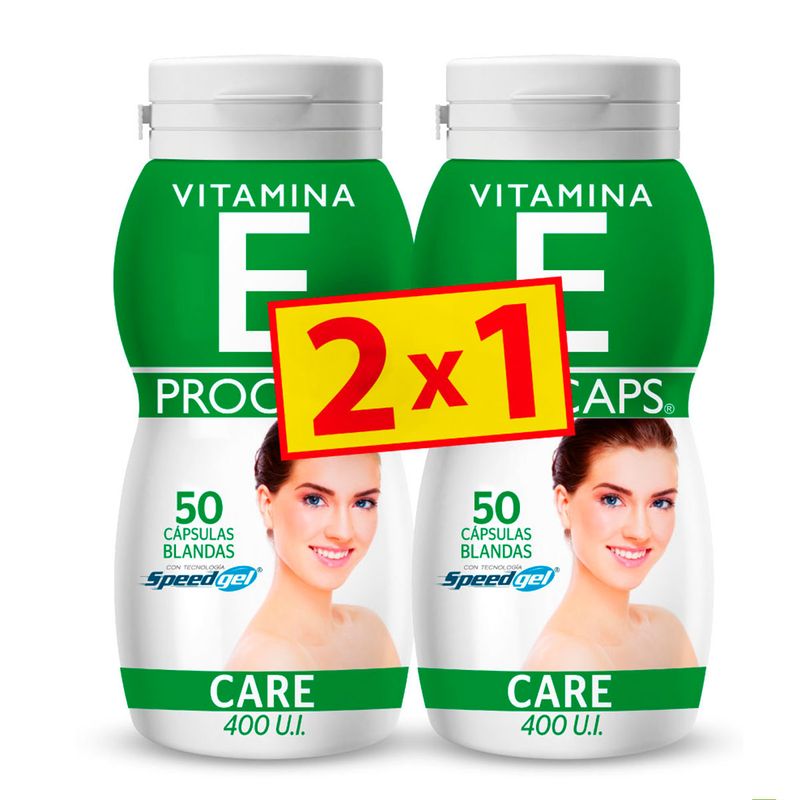 VITAMINA
E
PROC
50
CÁPSULAS
BLANDAS
CON TECNOLOGÍA
Speedgel®
CARE
400 U.I.
2x1
VITAMINA
E
CAPS®
50
CÁPSULAS
BLANDAS
CON TECNOLOGÍA
Speedgel®
CARE
400 U.I.